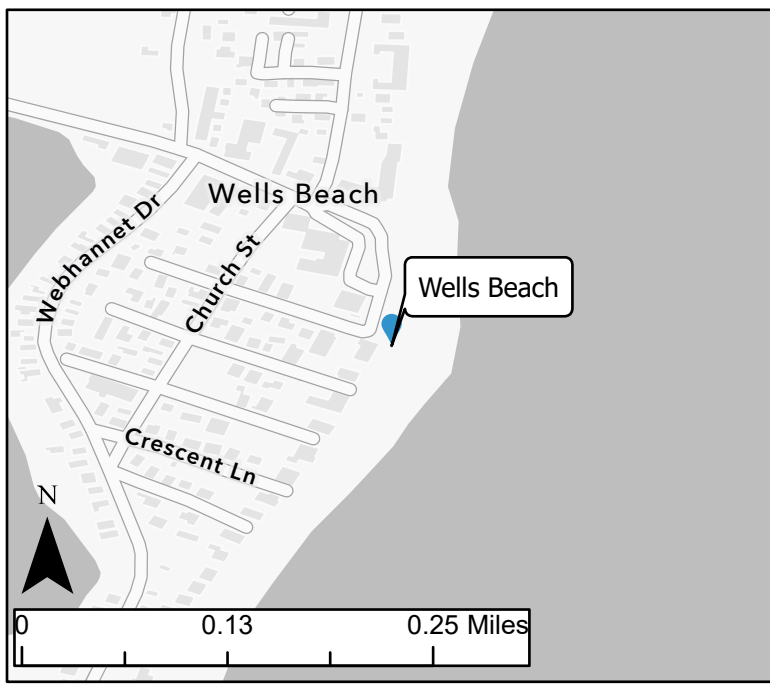 Wells Beach
Webhannet Dr
Church St
Wells Beach
Crescent Ln
N
0 0.13 0.25 Miles